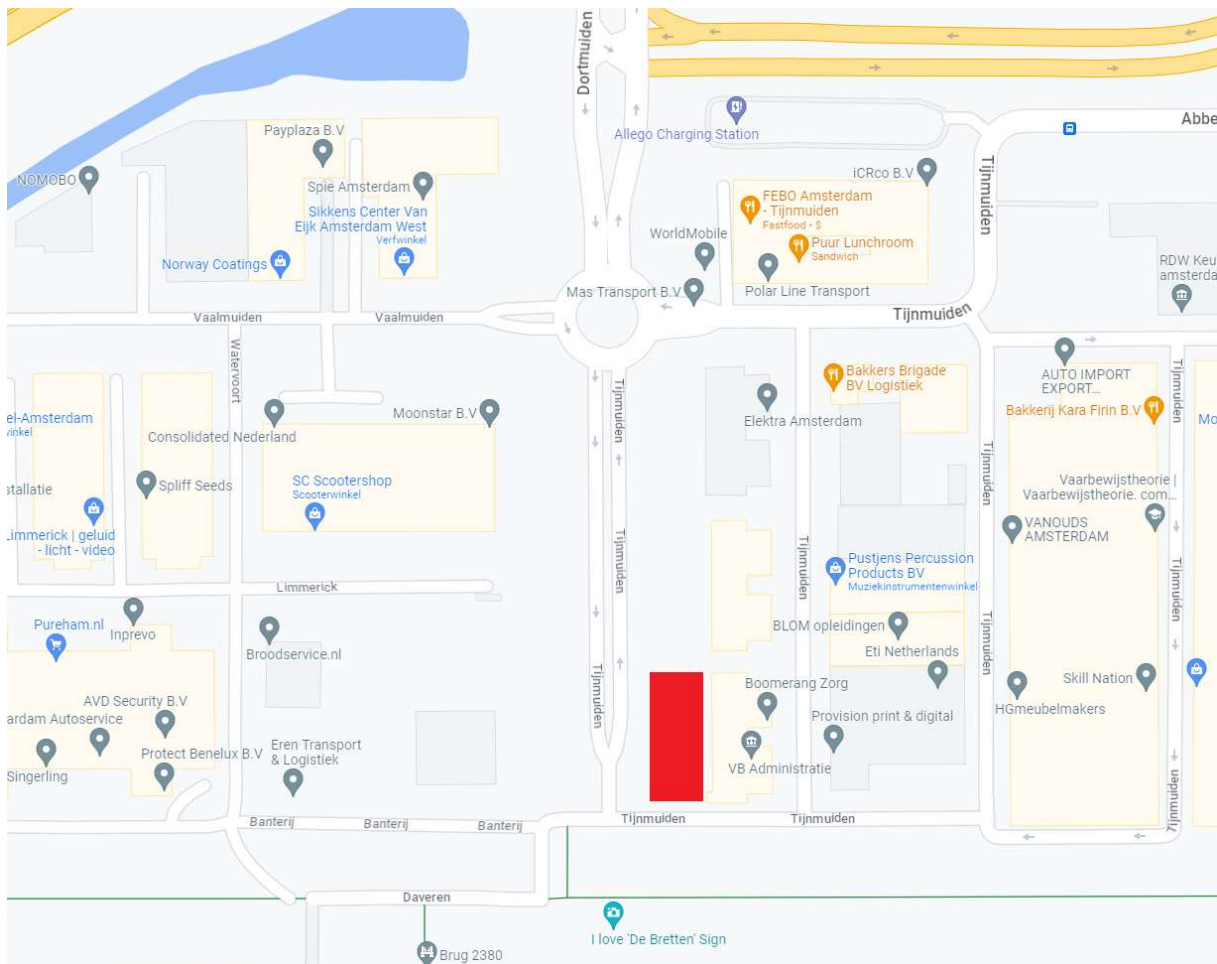 Dortmuiden
Allego Charging Station
Abbe
Payplaza B.V
NOMOBO
Spie Amsterdam
Sikkens Center Van
Eijk Amsterdam West
Verfwinkel
Norway Coatings
iCRco B.V
FEBO Amsterdam
- Tijnmuiden
Fastfood • $
WorldMobile
Puur Lunchroom
Sandwich
Mas Transport B.V.
Polar Line Transport
Tijnmuiden
RDW Keu
amsterda
Vaalmuiden
Vaalmuiden
Tijnmuiden
Watervoort
Bakkers Brigade
BV Logistiek
AUTO IMPORT
EXPORT...
Tijnmuiden
Tijnmuiden
el-Amsterdam
winkel
Consolidated Nederland
Moonstar B.V
Elektra Amsterdam
Bakkerij Kara Firin B.V
Mo
stallatie
Spliff Seeds
SC Scootershop
Scooterwinkel
Tijnmuiden
Vaarbewijstheorie |
Vaarbewijstheorie. com...
Limmerick | geluid
- licht - video
VANOUDS
AMSTERDAM
Tijnmuiden
Tijnmuiden
Pustjens Percussion
Products BV
Muziekinstrumentenwinkel
Tijnmuiden
Limmerick
Inprevo
Pureham.nl
Broodservice.nl
BLOM opleidingen
Eti Netherlands
Tijnmuiden
Tijnmuiden
AVD Security B.V
ardam Autoservice
Protect Benelux B.V
Singerling
Eren Transport
& Logistiek
Boomerang Zorg
Provision print & digital
VB Administratie
HGmeubelmakers
Skill Nation
Tijnmuiden
Banterij
Banterij
Banterij
Tijnmuiden
Tijnmuiden
Daveren
I love 'De Bretten' Sign
Brug 2380